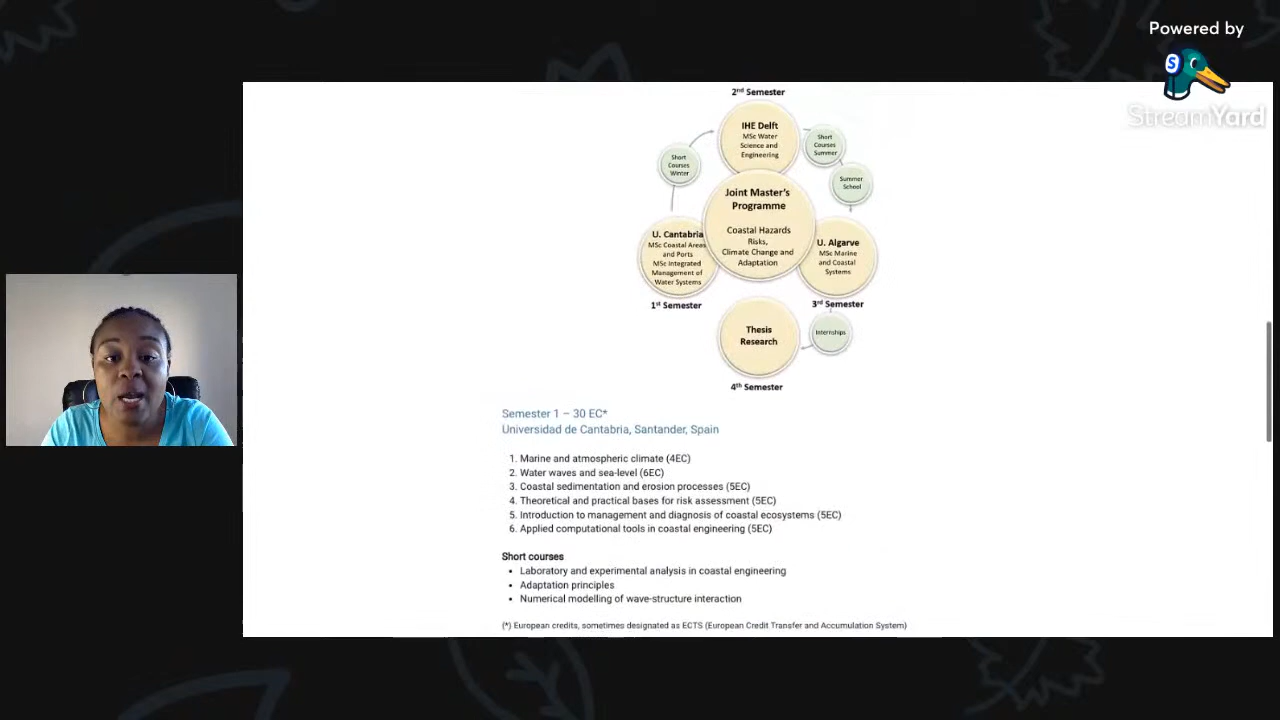 Powered by
S
StreamYard
2nd Semester
IHE Delft
MSc Water
Science and
Engineering
Short
Courses
Summer
Short
Courses
Winter
Summer
School
Joint Master's
Programme
Coastal Hazards
Risks,
Climate Change and
Adaptation
U. Cantabria
MSc Coastal Areas
and Ports
MSc Integrated
Management of
Water Systems
1st Semester
U. Algarve
MSc Marine
and Coastal
Systems
3rd Semester
Internships
Thesis
Research
4th Semester
Semester 1 – 30 EC*
Universidad de Cantabria, Santander, Spain
1. Marine and atmospheric climate (4EC)
2. Water waves and sea-level (6EC)
3. Coastal sedimentation and erosion processes (5EC)
4. Theoretical and practical bases for risk assessment (5EC)
5. Introduction to management and diagnosis of coastal ecosystems (5EC)
6. Applied computational tools in coastal engineering (5EC)
Short courses
• Laboratory and experimental analysis in coastal engineering
• Adaptation principles
• Numerical modelling of wave-structure interaction
(*) European credits, sometimes designated as ECTS (European Credit Transfer and Accumulation System)